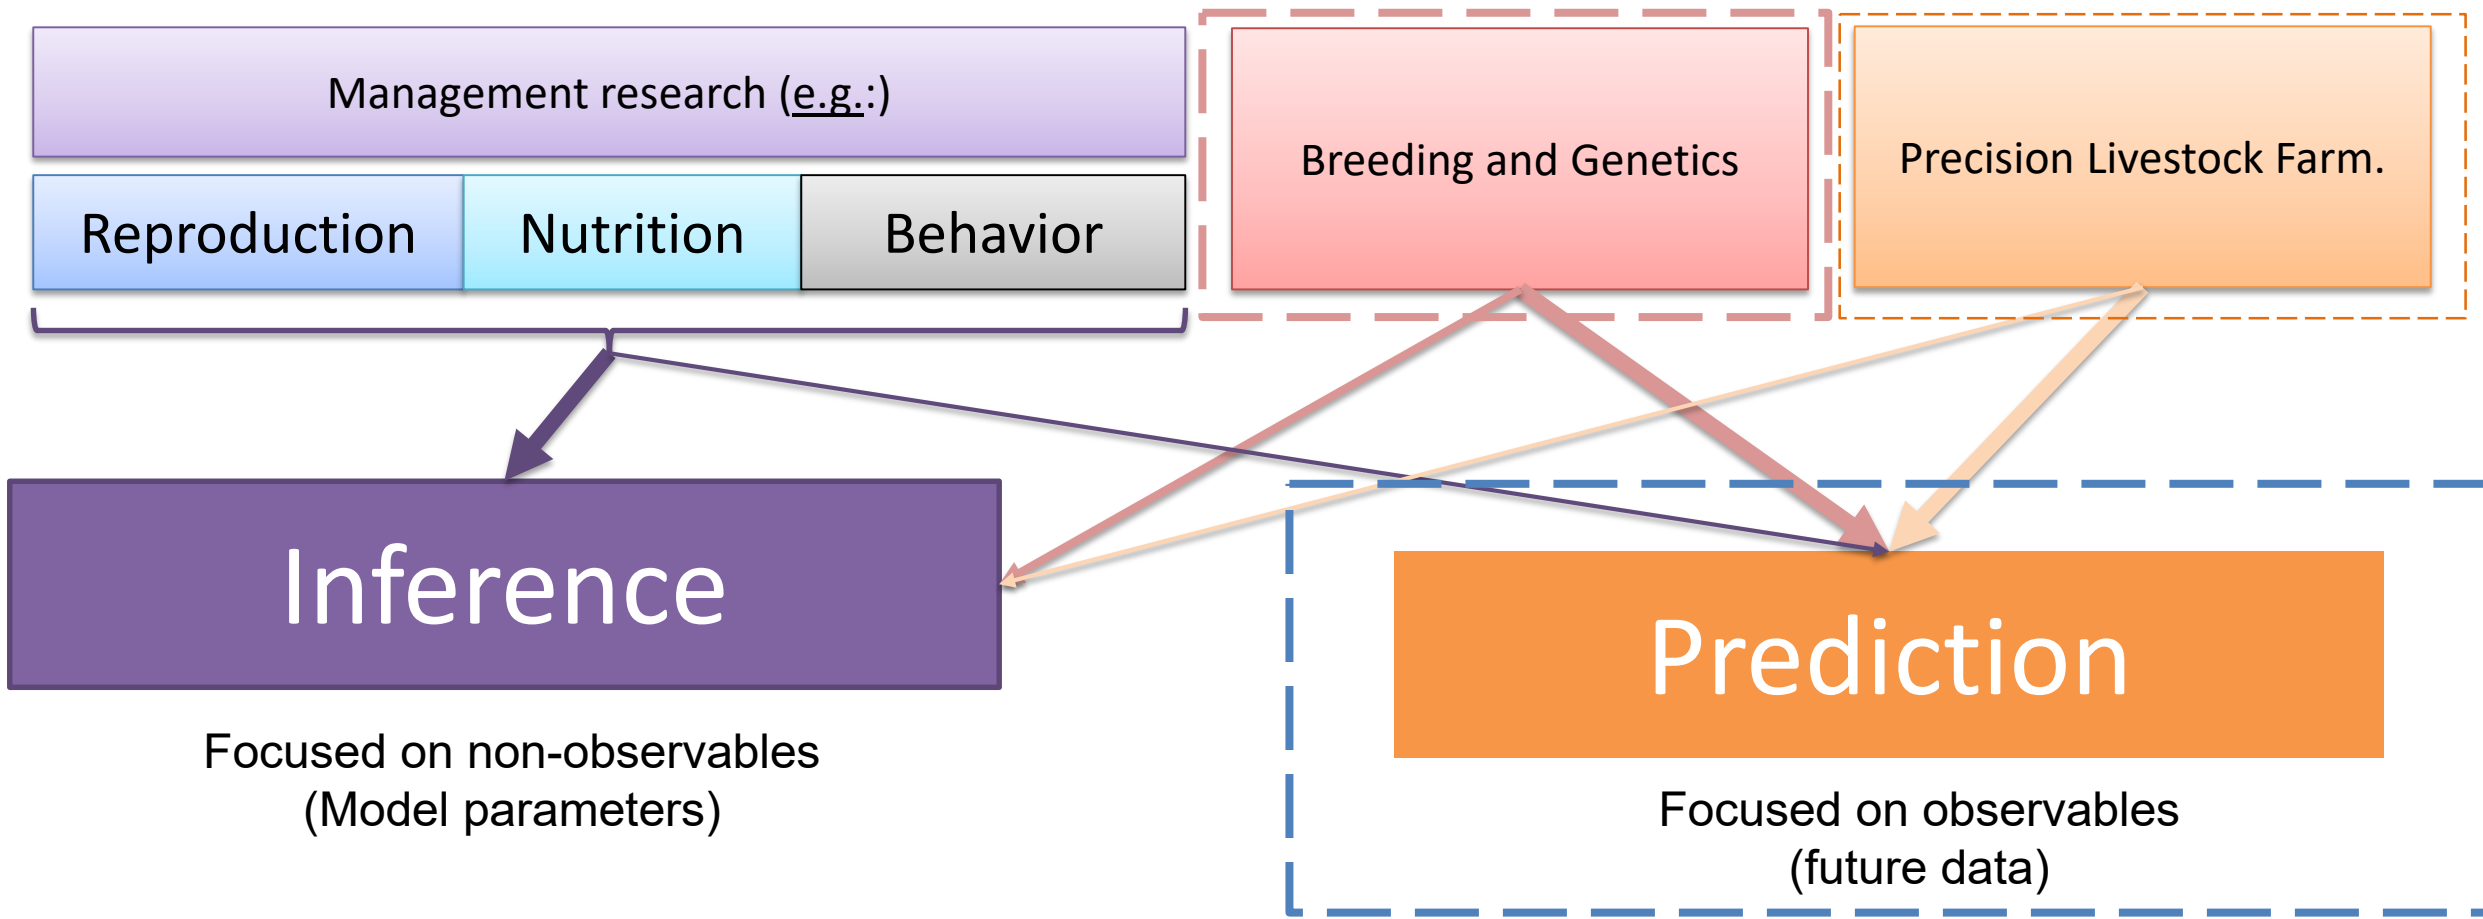 Management research (e.g.:)
Reproduction
Nutrition
Behavior
Breeding and Genetics
Precision Livestock Farm.
Inference
Focused on non-observables
(Model parameters)
Prediction
Focused on observables
(future data)